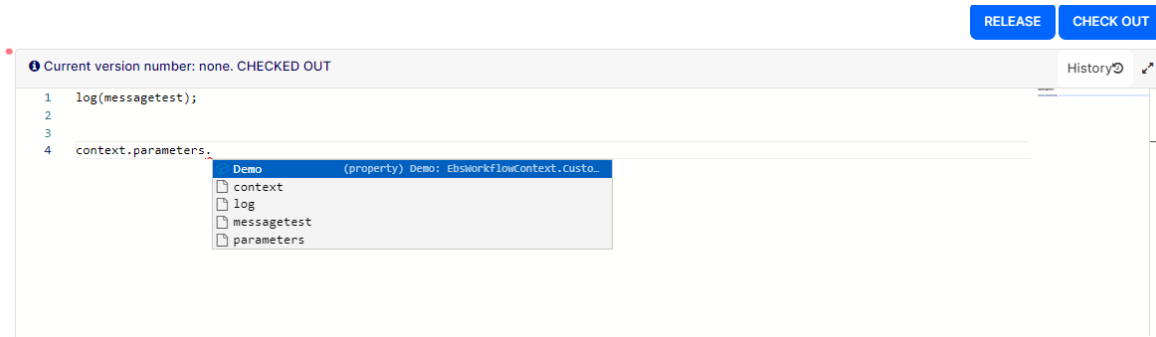 RELEASE CHECK OUT
Current version number: none. CHECKED OUT History
1 log(messagetest);
2
3
4 context.parameters.
Demo (property) Demo: EbsWorkflowContext.Custo…
context
log
messagetest
parameters